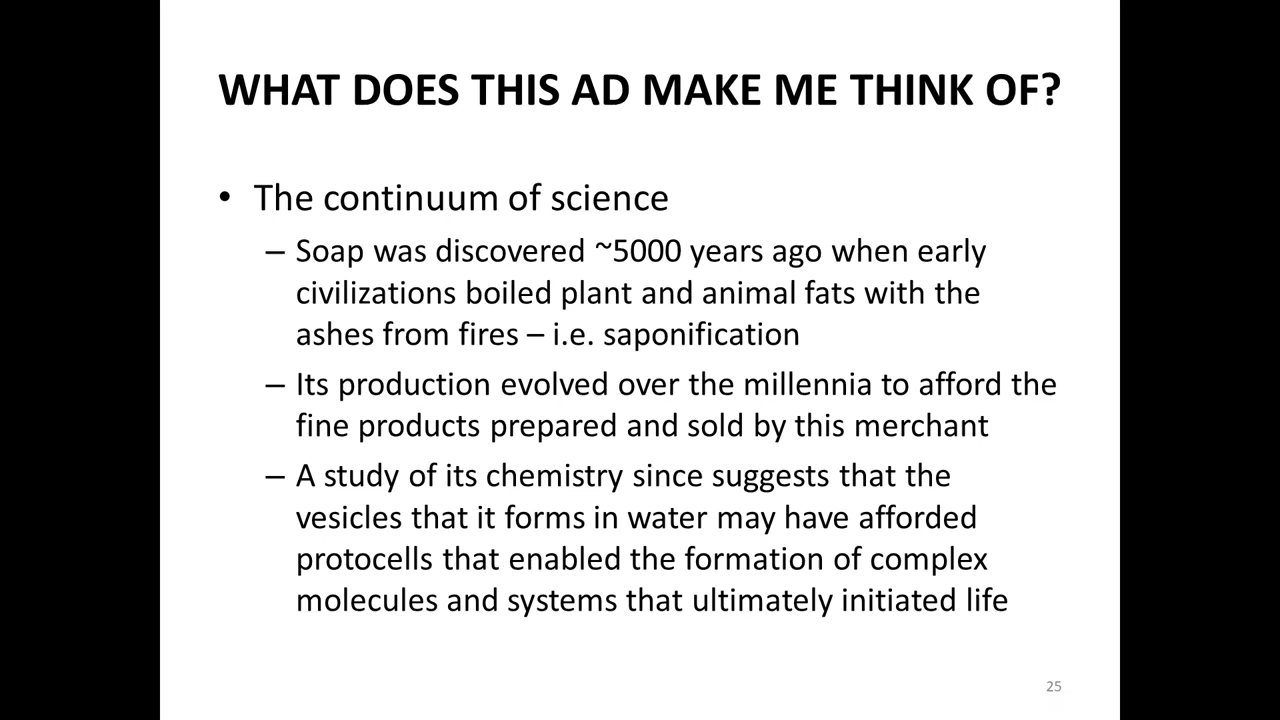 WHAT DOES THIS AD MAKE ME THINK OF?
• The continuum of science
– Soap was discovered ~5000 years ago when early
civilizations boiled plant and animal fats with the
ashes from fires – i.e. saponification
– Its production evolved over the millennia to afford the
fine products prepared and sold by this merchant
– A study of its chemistry since suggests that the
vesicles that it forms in water may have afforded
protocells that enabled the formation of complex
molecules and systems that ultimately initiated life
25